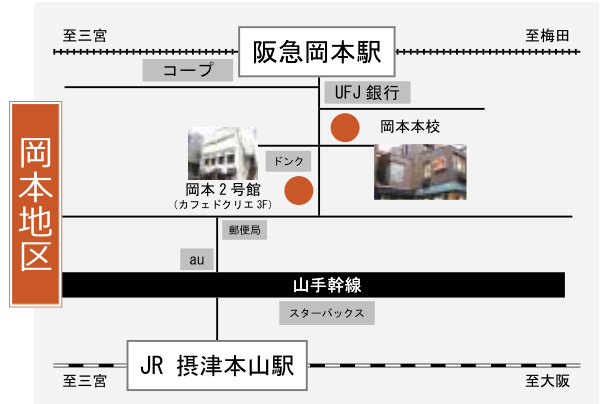 至三宮
至梅田
阪急岡本駅
コープ
UFJ 銀行
岡本本校
ドンク
岡本2号館
(カフェドクリエ3F)
岡本地区
郵便局
au
山手幹線
スターバックス
JR 摂津本山駅
至三宮
至大阪